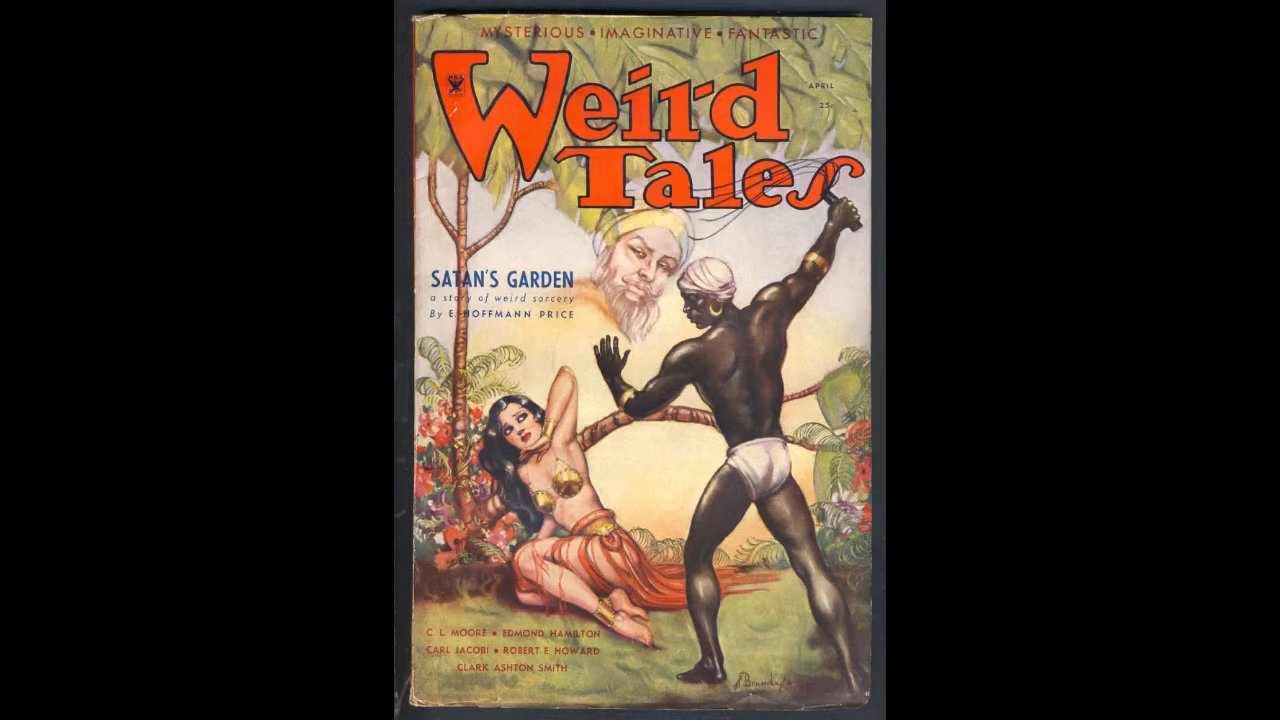 MYSTERIOUS • IMAGINATIVE • FANTASTIC
Weird
Tales
APRIL
25c
SATAN'S GARDEN
a story of weird sorcery
By E. HOFFMANN PRICE
C. L. MOORE • EDMOND HAMILTON
CARL JACOBI • ROBERT E. HOWARD
CLARK ASHTON SMITH